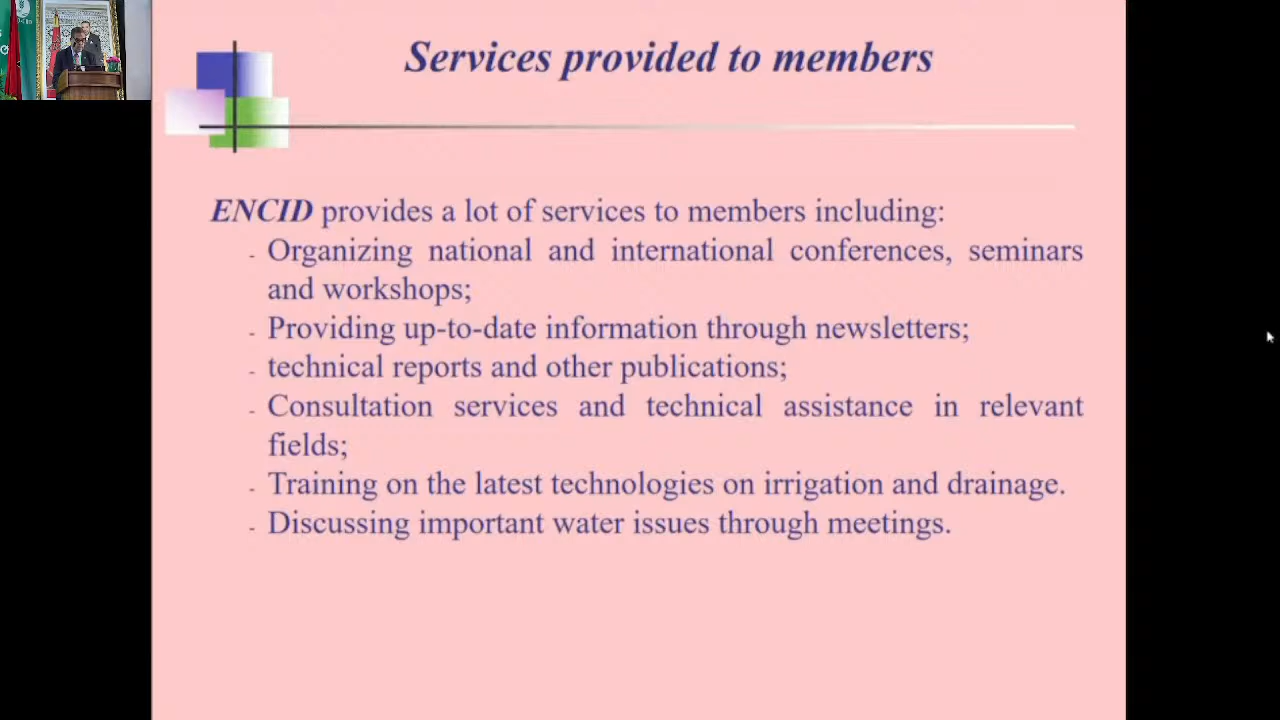 Services provided to members
ENCID provides a lot of services to members including:
- Organizing national and international conferences, seminars
and workshops;
- Providing up-to-date information through newsletters;
- technical reports and other publications;
- Consultation services and technical assistance in relevant
fields;
- Training on the latest technologies on irrigation and drainage.
- Discussing important water issues through meetings.